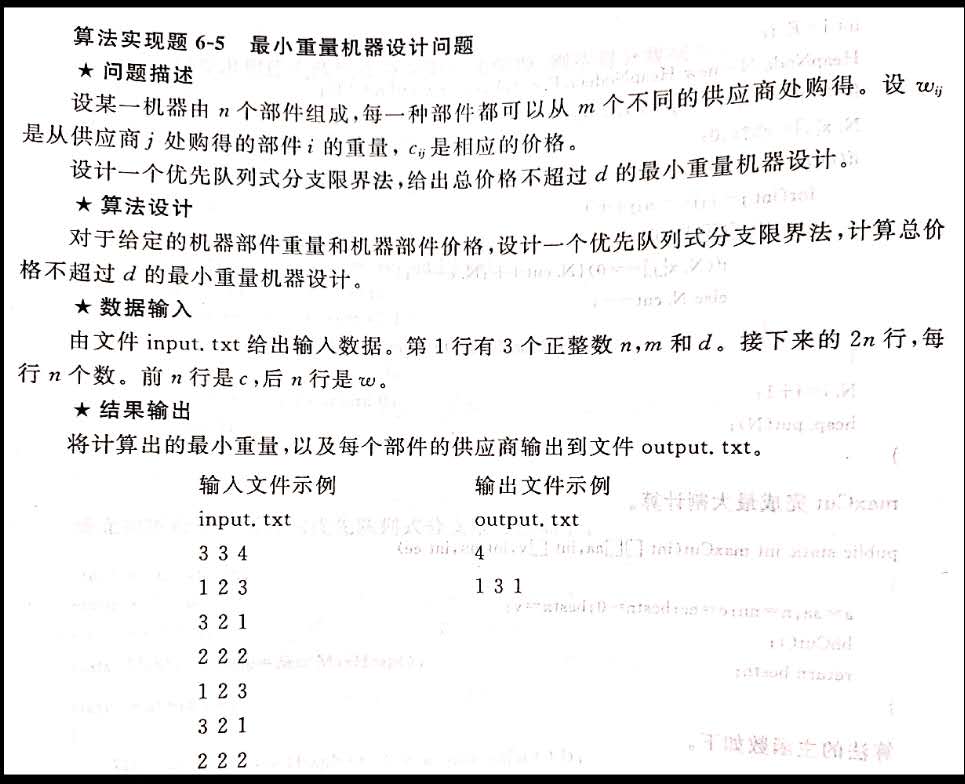 算法实现题 6-5 最小重量机器设计问题
★ 问题描述
设某一机器由 n 个部件组成,每一种部件都可以从 m 个不同的供应商处购得。设 wij
是从供应商 j 处购得的部件 i 的重量, cij 是相应的价格。
设计一个优先队列式分支限界法,给出总价格不超过 d 的最小重量机器设计。
★ 算法设计
对于给定的机器部件重量和机器部件价格,设计一个优先队列式分支限界法,计算总价
格不超过 d 的最小重量机器设计。
★ 数据输入
由文件 input. txt 给出输入数据。第 1 行有 3 个正整数 n,m 和 d。接下来的 2n 行,每
行 n 个数。前 n 行是 c,后 n 行是 w。
★ 结果输出
将计算出的最小重量,以及每个部件的供应商输出到文件 output. txt。
输入文件示例 输出文件示例
input. txt output. txt
3 3 4 4
1 2 3 1 3 1
3 2 1
2 2 2
1 2 3
3 2 1
2 2 2